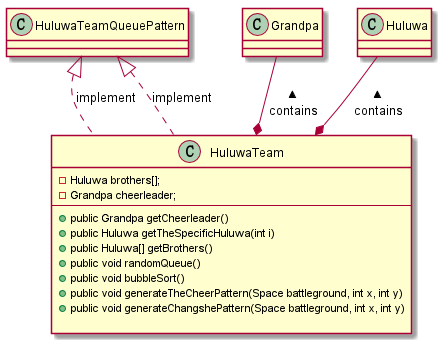 C HuluwaTeamQueuePattern
C Grandpa
C Huluwa
implement
implement
▲
contains
▲
contains
C HuluwaTeam
Huluwa brothers[];
Grandpa cheerleader;
public Grandpa getCheerleader()
public Huluwa getTheSpecificHuluwa(int i)
public Huluwa[] getBrothers()
public void randomQueue()
public void bubbleSort()
public void generateTheCheerPattern(Space battleground, int x, int y)
public void generateChangshePattern(Space battleground, int x, int y)